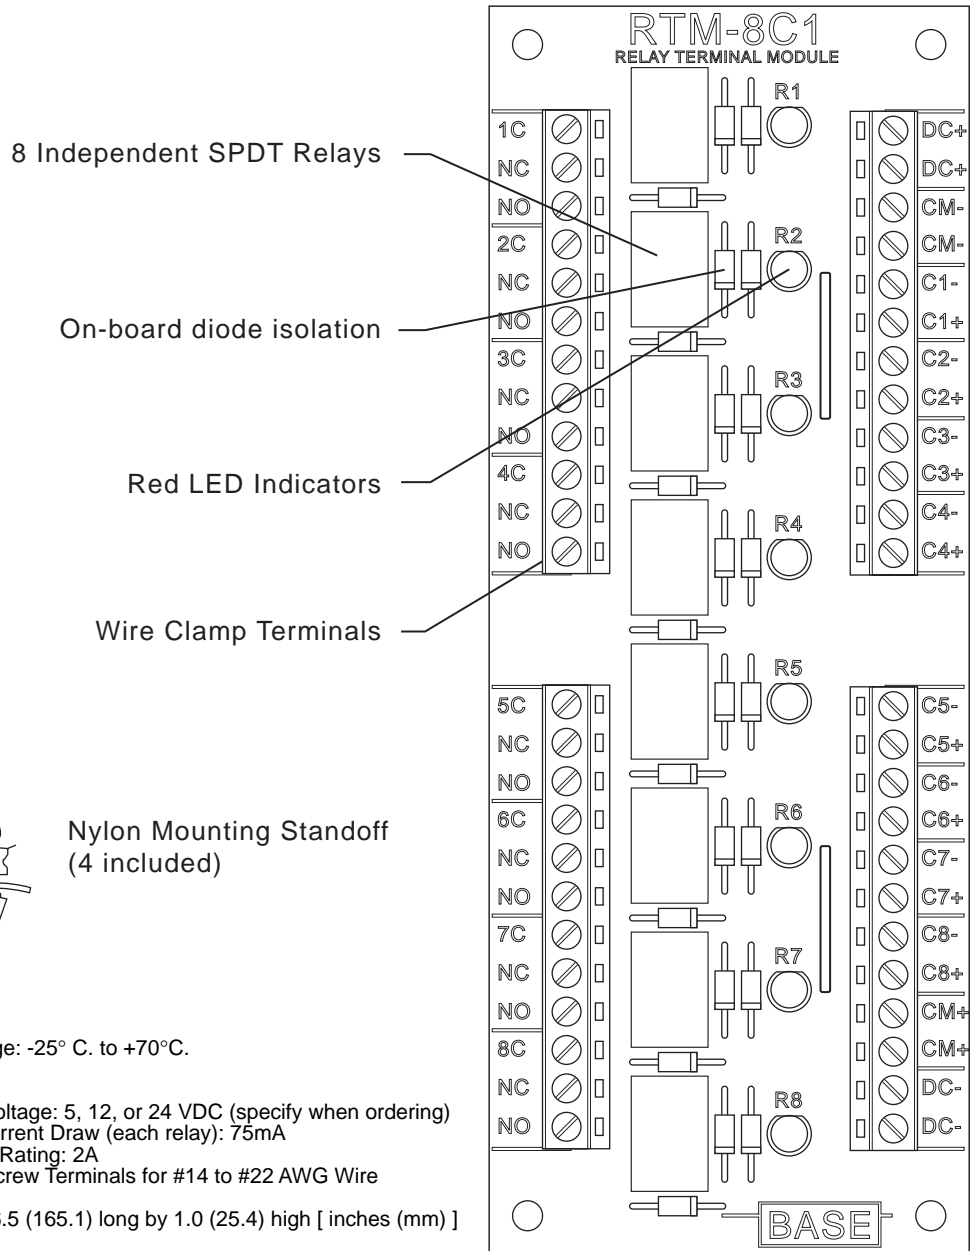 RTM-8C1
RELAY TERMINAL MODULE
8 Independent SPDT Relays
On-board diode isolation
Red LED Indicators
Wire Clamp Terminals
Nylon Mounting Standoff
(4 included)
1C
NC
NO
2C
NC
NO
3C
NC
NO
4C
NC
NO
5C
NC
NO
6C
NC
NO
7C
NC
NO
8C
NC
NO
R1
R2
R3
R4
R5
R6
R7
R8
DC+
DC+
CM-
CM-
C1-
C1+
C2-
C2+
C3-
C3+
C4-
C4+
C5-
C5+
C6-
C6+
C7-
C7+
C8-
C8+
CM+
CM+
DC-
DC-
BASE
ge: -25° C. to +70°C.
oltage: 5, 12, or 24 VDC (specify when ordering)
rrent Draw (each relay): 75mA
Rating: 2A
crew Terminals for #14 to #22 AWG Wire
6.5 (165.1) long by 1.0 (25.4) high [ inches (mm) ]